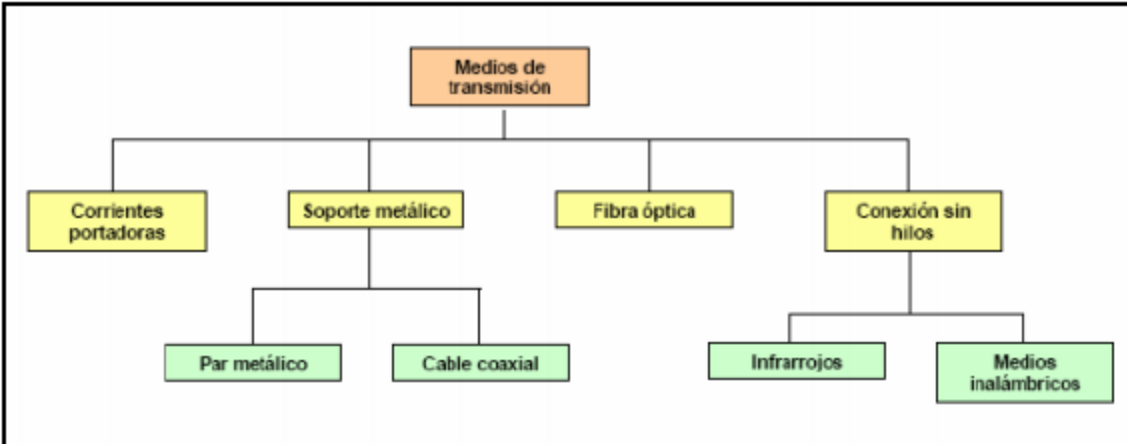 Medios de
transmisión
Corrientes
portadoras
Soporte metálico
Fibra óptica
Conexión sin
hilos
Par metálico
Cable coaxial
Infrarrojos
Medios
inalámbricos